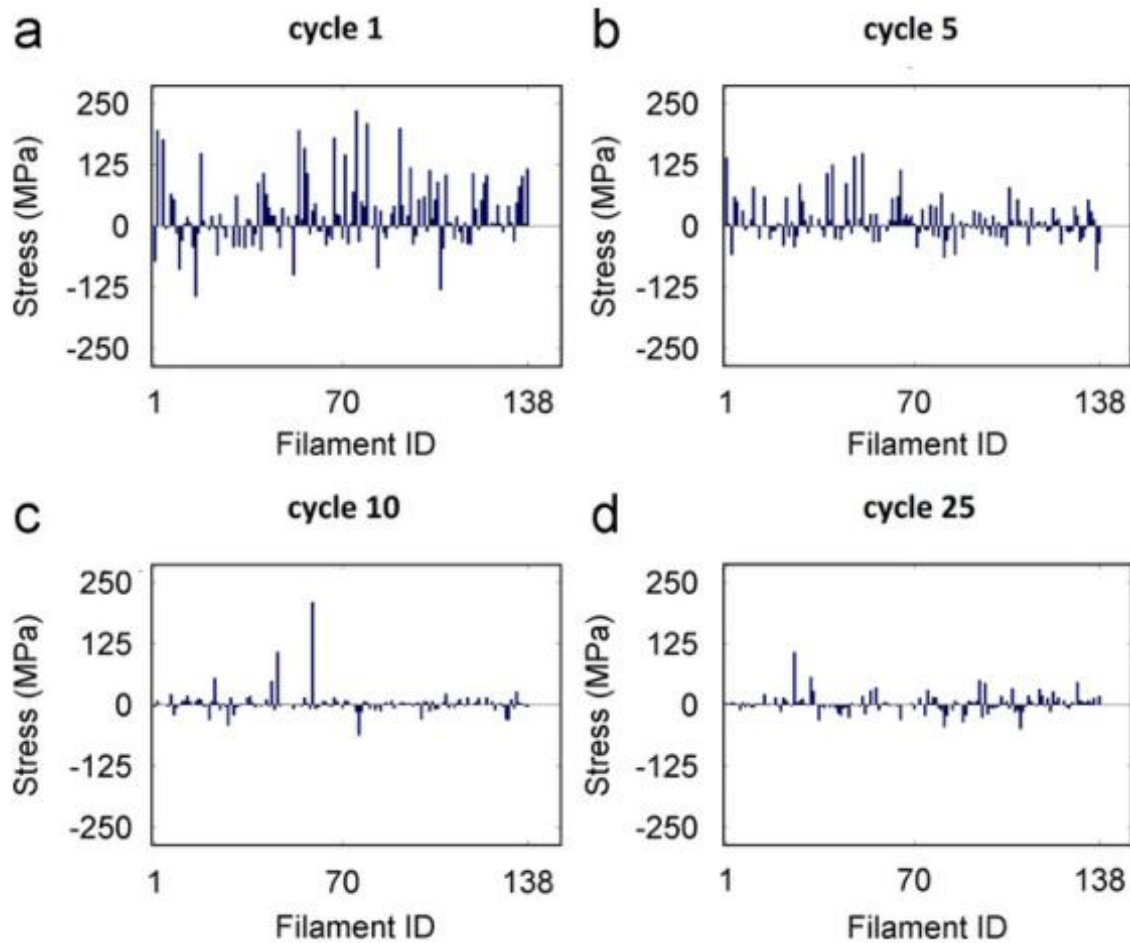 a cycle 1
250
125
0
-125
-250
Stress (MPa)
1 70 138
Filament ID
b cycle 5
250
125
0
-125
-250
Stress (MPa)
1 70 138
Filament ID
c cycle 10
250
125
0
-125
-250
Stress (MPa)
1 70 138
Filament ID
d cycle 25
250
125
0
-125
-250
Stress (MPa)
1 70 138
Filament ID